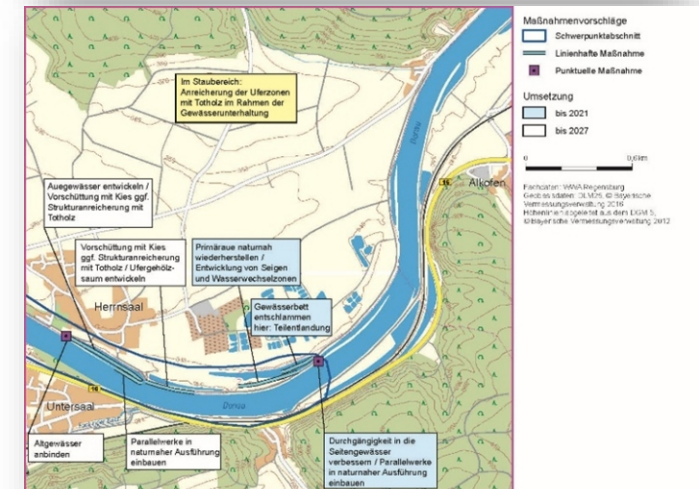 Im Staubereich:
Anreicherung der Uferzonen
mit Totholz im Rahmen der
Gewässerunterhaltung
Donau
Alkofen
Auegewässer entwickeln /
Vorschüttung mit Kies ggf.
Strukturanreicherung mit
Totholz
Vorschüttung mit Kies
ggf. Strukturanreicherung
mit Totholz / Ufergehölz-
saum entwickeln
Primäraue naturnah
wiederherstellen /
Entwicklung von Seigen
und Wasserwechselzonen
Gewässerbett
entschlammen
hier: Teilentlandung
Herrnsaal
16
Untersaal
Donau
Altgewässer
anbinden
Parallelwerke in
naturnaher Ausführung
einbauen
Durchgängigkeit in die
Seitengewässer
verbessern / Parallelwerke
in naturnaher Ausführung
einbauen
Maßnahmenvorschläge
Schwerpunktabschnitt
Linienhafte Maßnahme
Punktuelle Maßnahme
Umsetzung
bis 2021
bis 2027
0 0,6km
Fachdaten: WWA Regensburg
Geobasisdaten: DLM25, © Bayerische
Vermessungsverwaltung 2016
Höhenlinien abgeleitet aus dem DGM 5,
© Bayerische Vermessungsverwaltung 2012